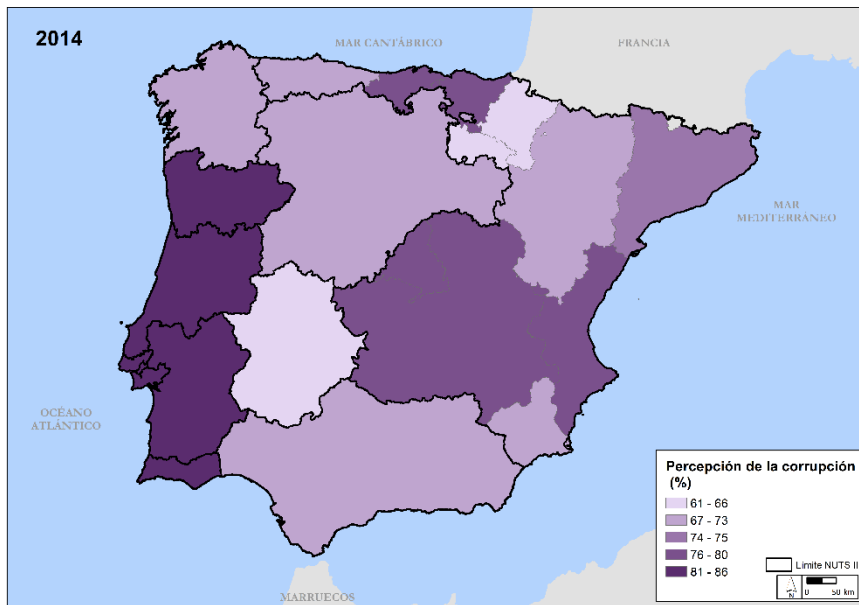 2014
MAR CANTÁBRICO
FRANCIA
MAR
MEDITERRÁNEO
OCÉANO
ATLÁNTICO
MARRUECOS
Percepción de la corrupción
(%)
61 - 66
67 - 73
74 - 75
76 - 80
81 - 86
Límite NUTS II
N
0 50 km